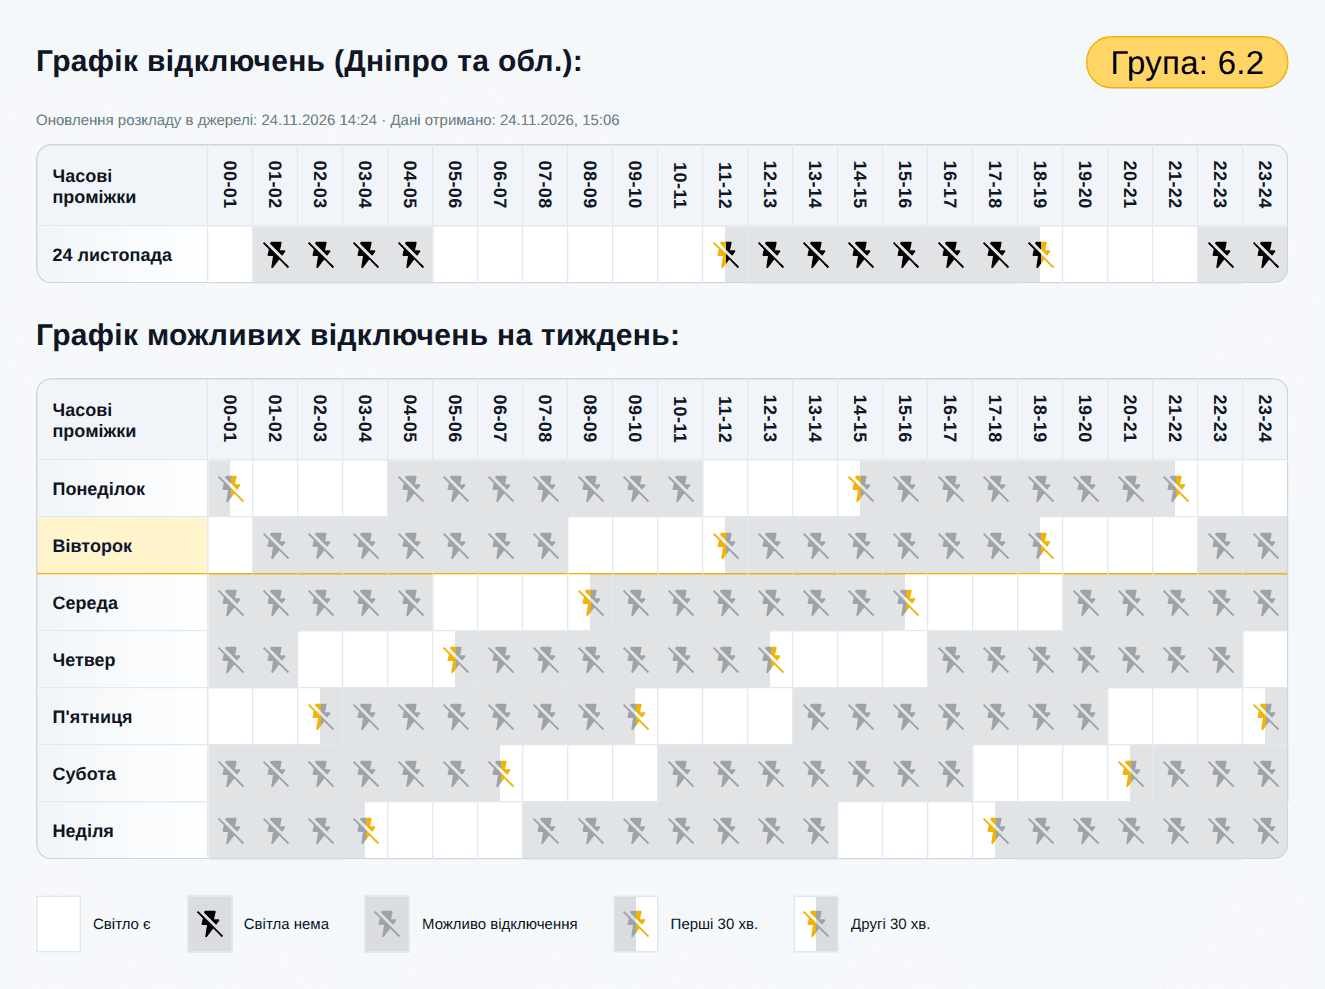 Графік відключень (Дніпро та обл.):
Група: 6.2
Оновлення розкладу в джерелі: 24.11.2026 14:24 · Дані отримано: 24.11.2026, 15:06
Часові проміжки 00-01 01-02 02-03 03-04 04-05 05-06 06-07 07-08 08-09 09-10 10-11 11-12 12-13 13-14 14-15 15-16 16-17 17-18 18-19 19-20 20-21 21-22 22-23 23-24
24 листопада
Графік можливих відключень на тиждень:
Часові проміжки 00-01 01-02 02-03 03-04 04-05 05-06 06-07 07-08 08-09 09-10 10-11 11-12 12-13 13-14 14-15 15-16 16-17 17-18 18-19 19-20 20-21 21-22 22-23 23-24
Понеділок
Вівторок
Середа
Четвер
П'ятниця
Субота
Неділя
Світло є Світла нема Можливо відключення Перші 30 хв. Другі 30 хв.